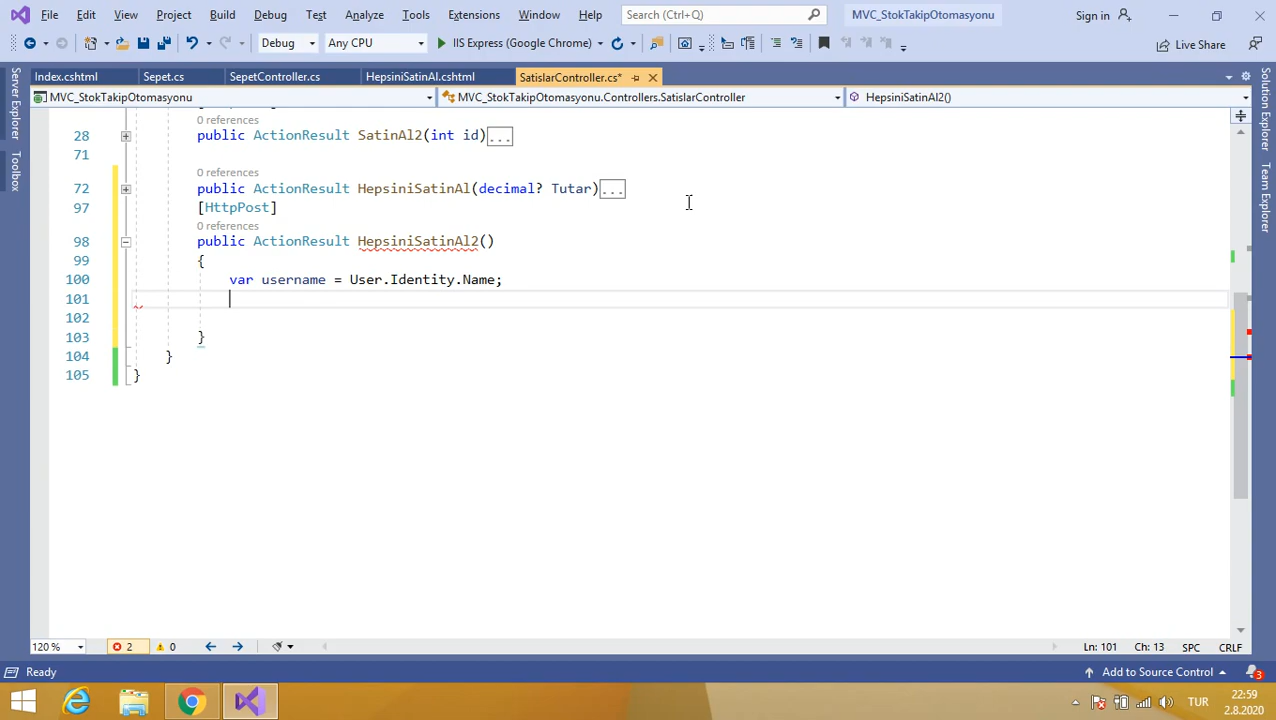 File Edit View Project Build Debug Test Analyze Tools Extensions Window Help Search (Ctrl+Q) MVC_StokTakipOtomasyonu Sign in
Debug Any CPU IIS Express (Google Chrome) Live Share
Index.cshtml Sepet.cs SepetController.cs HepsiniSatinAl.cshtml SatislarController.cs*
MVC_StokTakipOtomasyonu MVC_StokTakipOtomasyonu.Controllers.SatislarController HepsiniSatinAl2()
Server Explorer
Toolbox
Solution Explorer
Team Explorer
0 references
28 public ActionResult SatinAl2(int id)...
71
0 references
72 public ActionResult HepsiniSatinAl(decimal? Tutar)...
97 [HttpPost]
0 references
98 public ActionResult HepsiniSatinAl2()
99 {
100 var username = User.Identity.Name;
101
102
103 }
104 }
105 }
120 % 2 0 Ln: 101 Ch: 13 SPC CRLF
Ready Add to Source Control 3
TUR 22:59
2.8.2020